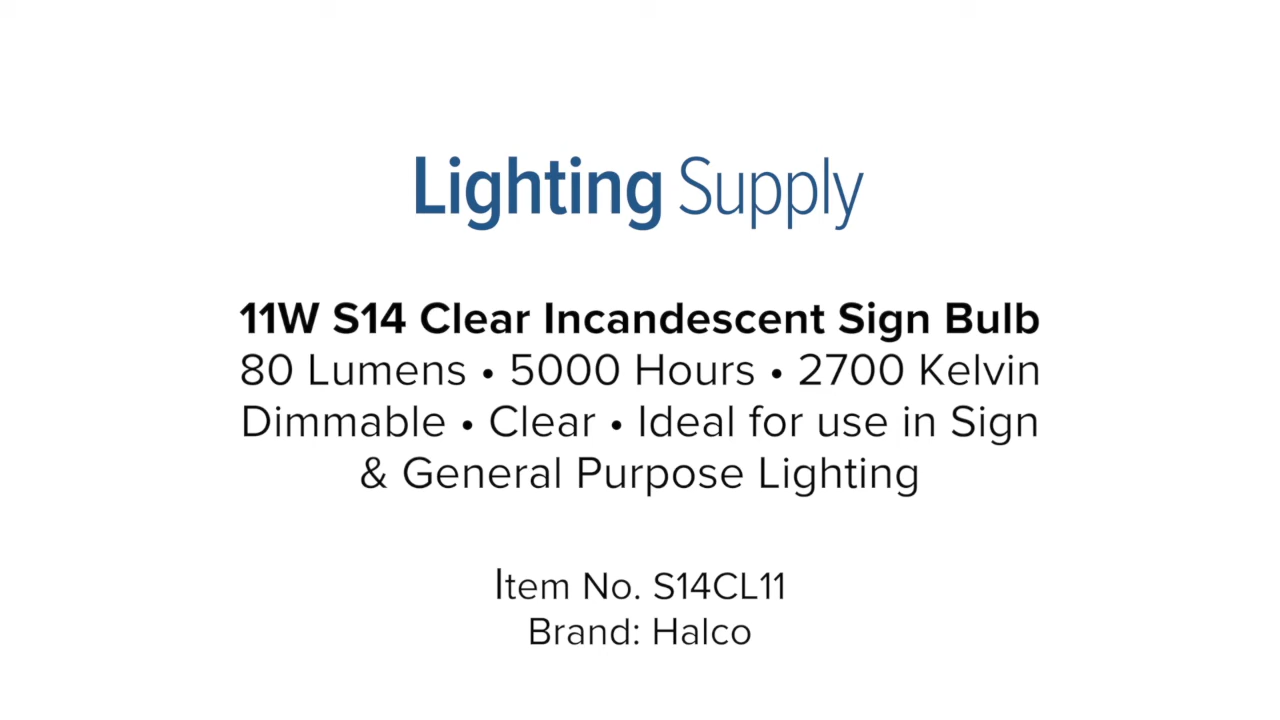 Lighting Supply
11W S14 Clear Incandescent Sign Bulb
80 Lumens • 5000 Hours • 2700 Kelvin
Dimmable • Clear • Ideal for use in Sign
& General Purpose Lighting
Item No. S14CL11
Brand: Halco